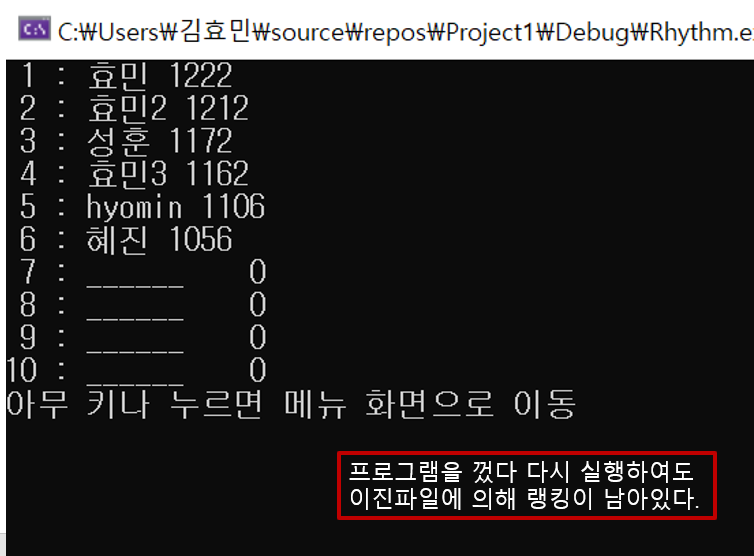 C:\Users\김효민\source\repos\Project1\Debug\Rhythm.e
1 : 효민 1222
2 : 효민2 1212
3 : 성훈 1172
4 : 효민3 1162
5 : hyomin 1106
6 : 혜진 1056
7 : ______ 0
8 : ______ 0
9 : ______ 0
10 : ______ 0
아무 키나 누르면 메뉴 화면으로 이동
프로그램을 껐다 다시 실행하여도
이진파일에 의해 랭킹이 남아있다.